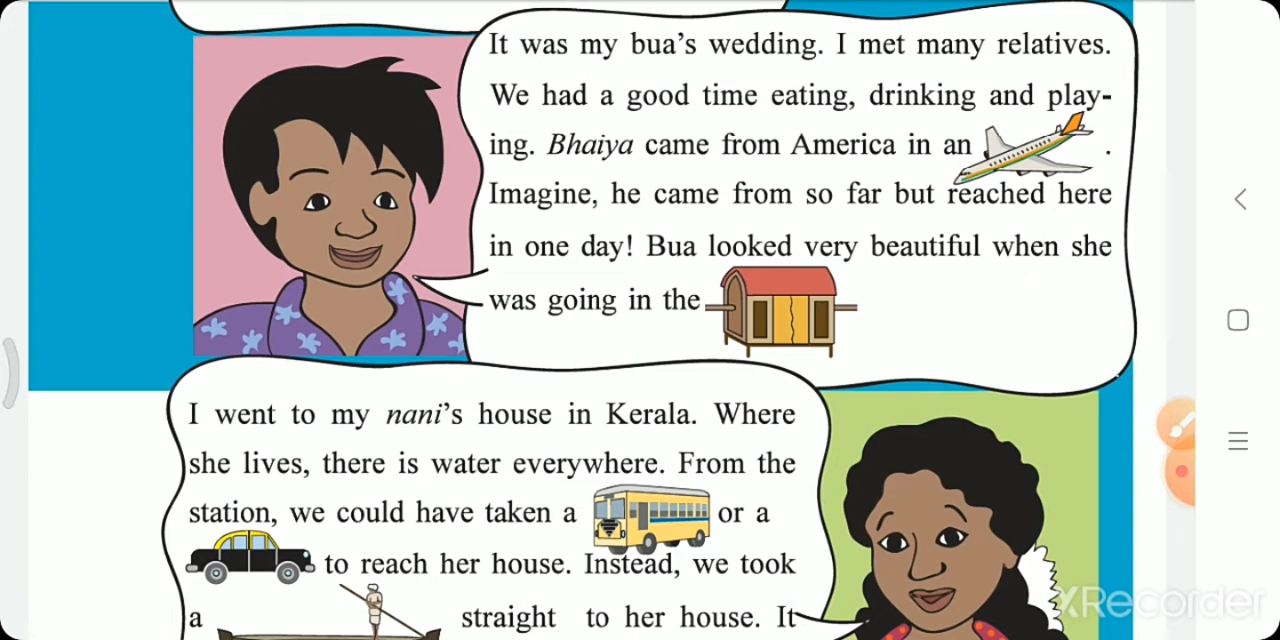 It was my bua's wedding. I met many relatives.
We had a good time eating, drinking and play-
ing. Bhaiya came from America in an .
Imagine, he came from so far but reached here
in one day! Bua looked very beautiful when she
was going in the
I went to my nani's house in Kerala. Where
she lives, there is water everywhere. From the
station, we could have taken a or a
to reach her house. Instead, we took
a straight to her house. It
XRecorder